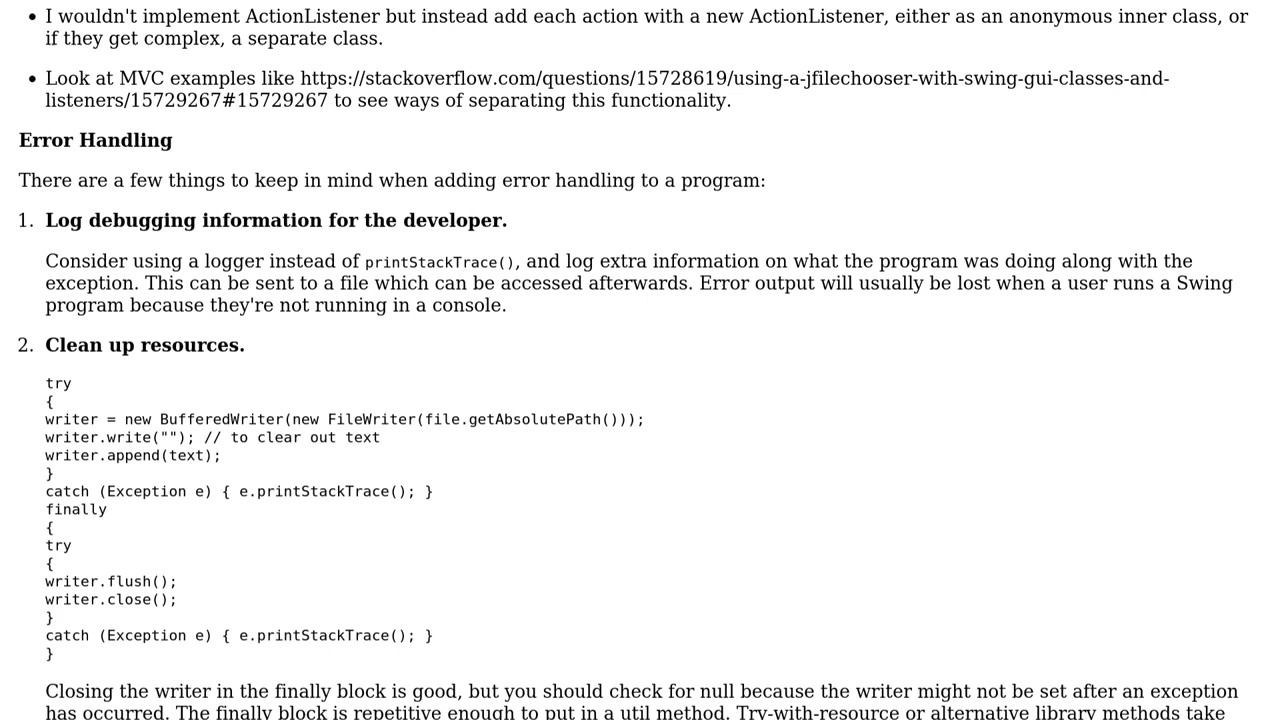 • I wouldn't implement ActionListener but instead add each action with a new ActionListener, either as an anonymous inner class, or
if they get complex, a separate class.
• Look at MVC examples like https://stackoverflow.com/questions/15728619/using-a-jfilechooser-with-swing-gui-classes-and-
listeners/15729267#15729267 to see ways of separating this functionality.
Error Handling
There are a few things to keep in mind when adding error handling to a program:
1. Log debugging information for the developer.
Consider using a logger instead of printStackTrace(), and log extra information on what the program was doing along with the
exception. This can be sent to a file which can be accessed afterwards. Error output will usually be lost when a user runs a Swing
program because they're not running in a console.
2. Clean up resources.
try
{
writer = new BufferedWriter(new FileWriter(file.getAbsolutePath()));
writer.write(""); // to clear out text
writer.append(text);
}
catch (Exception e) { e.printStackTrace(); }
finally
{
try
{
writer.flush();
writer.close();
}
catch (Exception e) { e.printStackTrace(); }
}
Closing the writer in the finally block is good, but you should check for null because the writer might not be set after an exception
has occurred. The finally block is repetitive enough to put in a util method. Try-with-resource or alternative library methods take